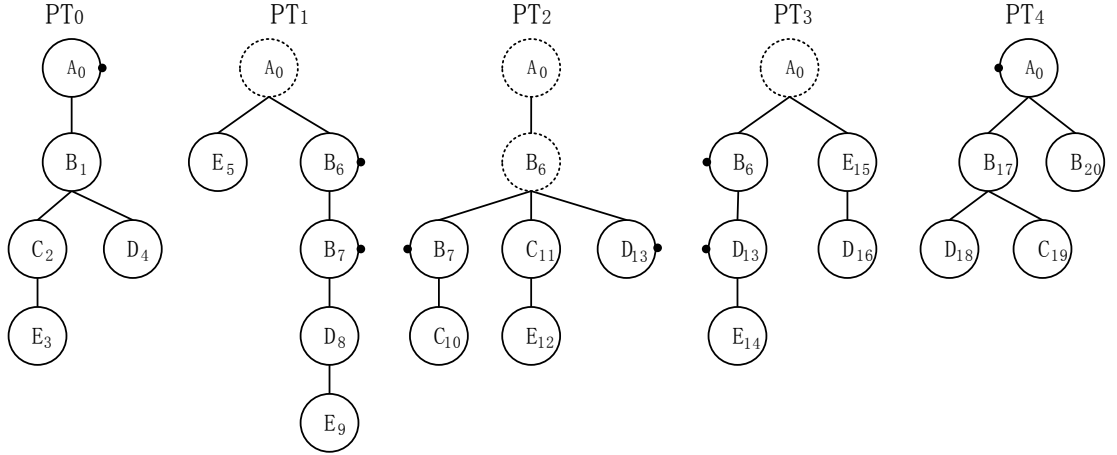 PT0 PT1 PT2 PT3 PT4
A0 A0 A0 A0 A0
B1 E5 B6 B6 B6 E15 B17 B20
C2 D4 B7 B7 C11 D13 D13 D16 D18 C19
E3 D8 C10 E12 E14
E9